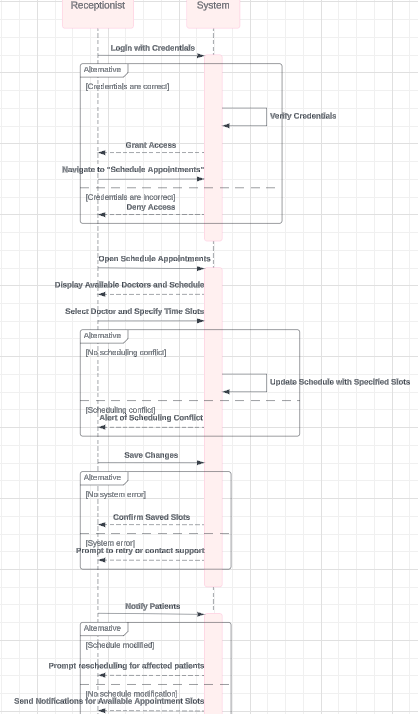 Receptionist
System
Login with Credentials
Alternative
[Credentials are correct]
Verify Credentials
Grant Access
Navigate to "Schedule Appointments"
[Credentials are incorrect]
Deny Access
Open Schedule Appointments
Display Available Doctors and Schedule
Select Doctor and Specify Time Slots
Alternative
[No scheduling conflict]
Update Schedule with Specified Slots
[Scheduling conflict]
Alert of Scheduling Conflict
Save Changes
Alternative
[No system error]
Confirm Saved Slots
[System error]
Prompt to retry or contact support
Notify Patients
Alternative
[Schedule modified]
Prompt rescheduling for affected patients
[No schedule modification]
Send Notifications for Available Appointment Slots